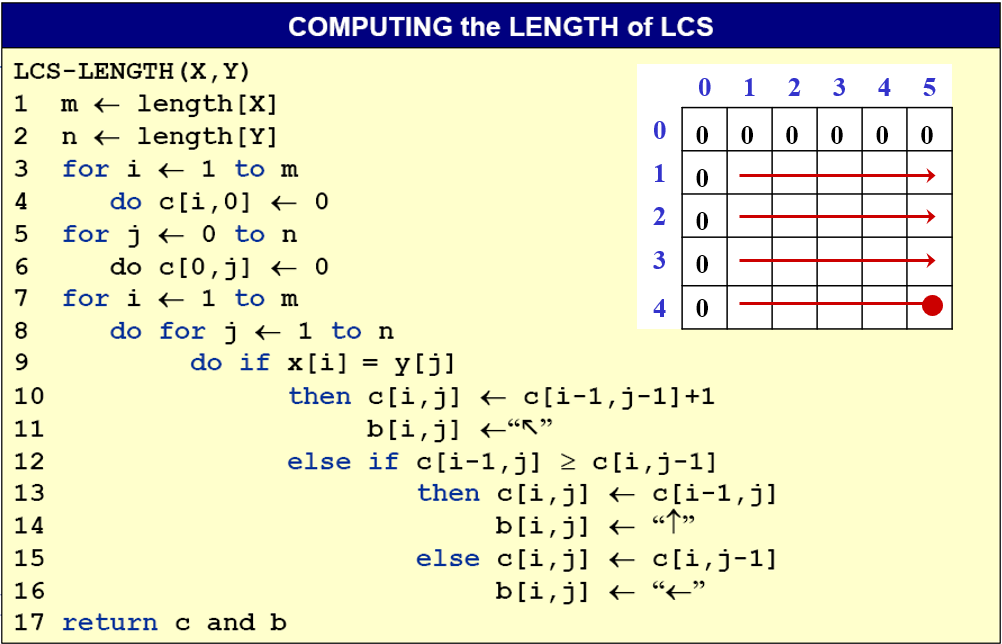 COMPUTING the LENGTH of LCS
LCS-LENGTH(X,Y)
1 m ← length[X]
2 n ← length[Y]
3 for i ← 1 to m
4 do c[i,0] ← 0
5 for j ← 0 to n
6 do c[0,j] ← 0
7 for i ← 1 to m
8 do for j ← 1 to n
9 do if x[i] = y[j]
10 then c[i,j] ← c[i-1,j-1]+1
11 b[i,j] ←“↖”
12 else if c[i-1,j] ≥ c[i,j-1]
13 then c[i,j] ← c[i-1,j]
14 b[i,j] ← “↑”
15 else c[i,j] ← c[i,j-1]
16 b[i,j] ← “←”
17 return c and b
0 1 2 3 4 5
0 0 0 0 0 0 0
1 0
2 0
3 0
4 0